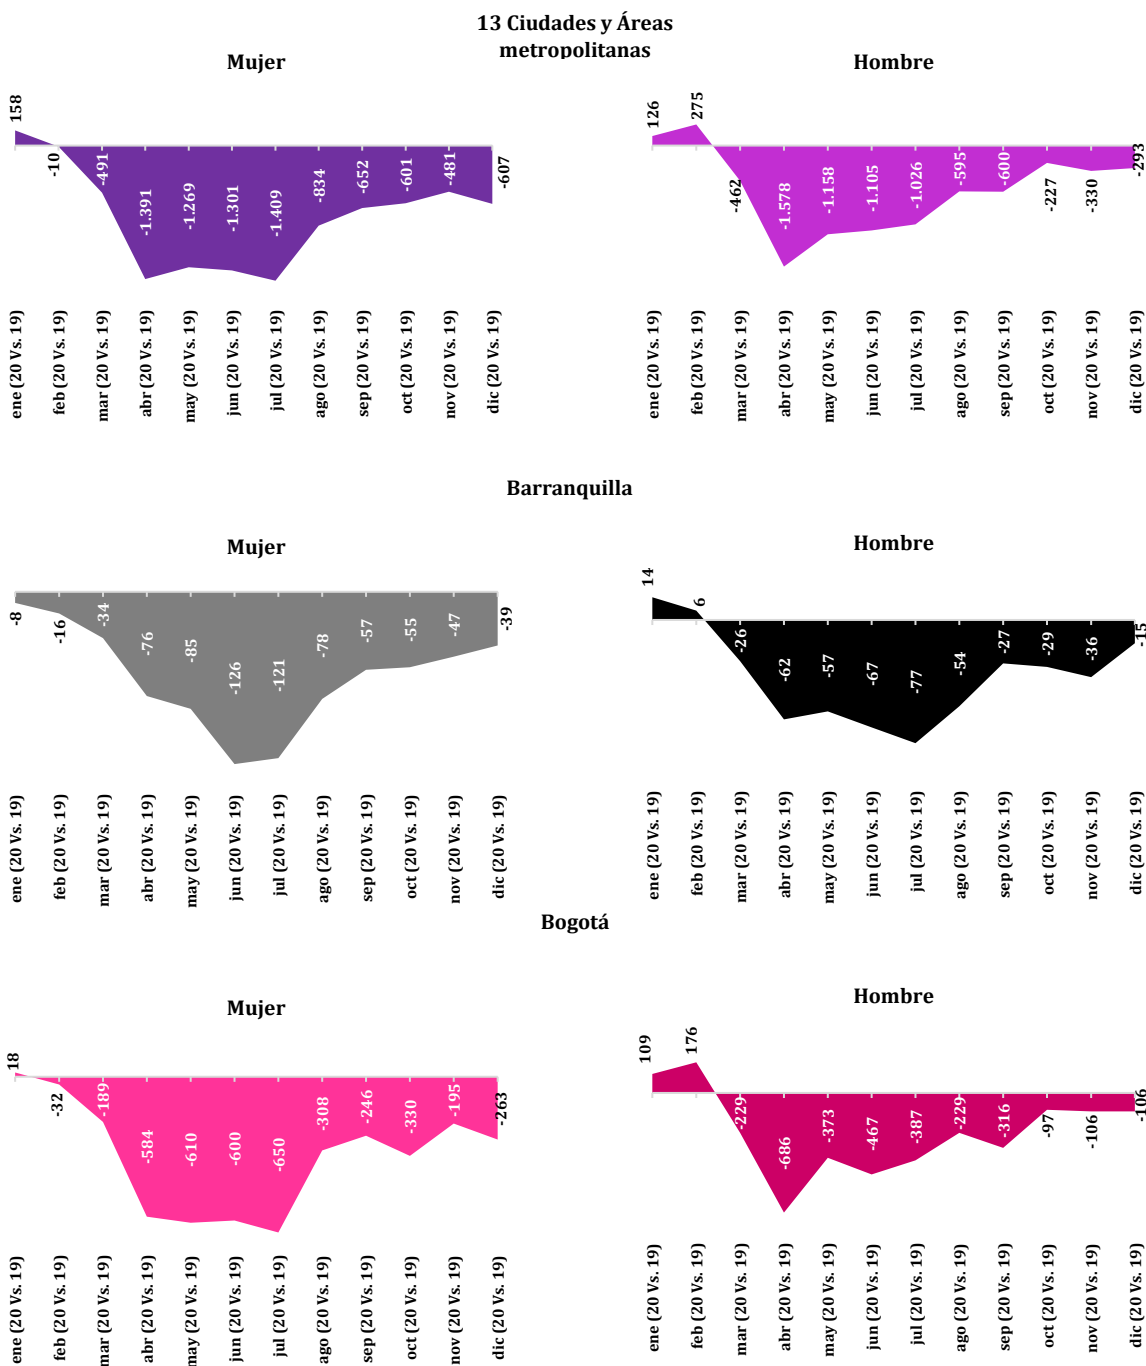 13 Ciudades y Áreas
metropolitanas
Mujer
158
-10
-491
-1.391
-1.269
-1.301
-1.409
-834
-652
-601
-481
-607
ene (20 Vs. 19)
feb (20 Vs. 19)
mar (20 Vs. 19)
abr (20 Vs. 19)
may (20 Vs. 19)
jun (20 Vs. 19)
jul (20 Vs. 19)
ago (20 Vs. 19)
sep (20 Vs. 19)
oct (20 Vs. 19)
nov (20 Vs. 19)
dic (20 Vs. 19)
Hombre
126
275
-462
-1.578
-1.158
-1.105
-1.026
-595
-600
-227
-330
-293
ene (20 Vs. 19)
feb (20 Vs. 19)
mar (20 Vs. 19)
abr (20 Vs. 19)
may (20 Vs. 19)
jun (20 Vs. 19)
jul (20 Vs. 19)
ago (20 Vs. 19)
sep (20 Vs. 19)
oct (20 Vs. 19)
nov (20 Vs. 19)
dic (20 Vs. 19)
Barranquilla
Mujer
-8
-16
-34
-76
-85
-126
-121
-78
-57
-55
-47
-39
ene (20 Vs. 19)
feb (20 Vs. 19)
mar (20 Vs. 19)
abr (20 Vs. 19)
may (20 Vs. 19)
jun (20 Vs. 19)
jul (20 Vs. 19)
ago (20 Vs. 19)
sep (20 Vs. 19)
oct (20 Vs. 19)
nov (20 Vs. 19)
dic (20 Vs. 19)
Hombre
14
6
-26
-62
-57
-67
-77
-54
-27
-29
-36
-15
ene (20 Vs. 19)
feb (20 Vs. 19)
mar (20 Vs. 19)
abr (20 Vs. 19)
may (20 Vs. 19)
jun (20 Vs. 19)
jul (20 Vs. 19)
ago (20 Vs. 19)
sep (20 Vs. 19)
oct (20 Vs. 19)
nov (20 Vs. 19)
dic (20 Vs. 19)
Bogotá
Mujer
18
-32
-189
-584
-610
-600
-650
-308
-246
-330
-195
-263
ene (20 Vs. 19)
feb (20 Vs. 19)
mar (20 Vs. 19)
abr (20 Vs. 19)
may (20 Vs. 19)
jun (20 Vs. 19)
jul (20 Vs. 19)
ago (20 Vs. 19)
sep (20 Vs. 19)
oct (20 Vs. 19)
nov (20 Vs. 19)
dic (20 Vs. 19)
Hombre
109
176
-229
-686
-373
-467
-387
-229
-316
-97
-106
-106
ene (20 Vs. 19)
feb (20 Vs. 19)
mar (20 Vs. 19)
abr (20 Vs. 19)
may (20 Vs. 19)
jun (20 Vs. 19)
jul (20 Vs. 19)
ago (20 Vs. 19)
sep (20 Vs. 19)
oct (20 Vs. 19)
nov (20 Vs. 19)
dic (20 Vs. 19)